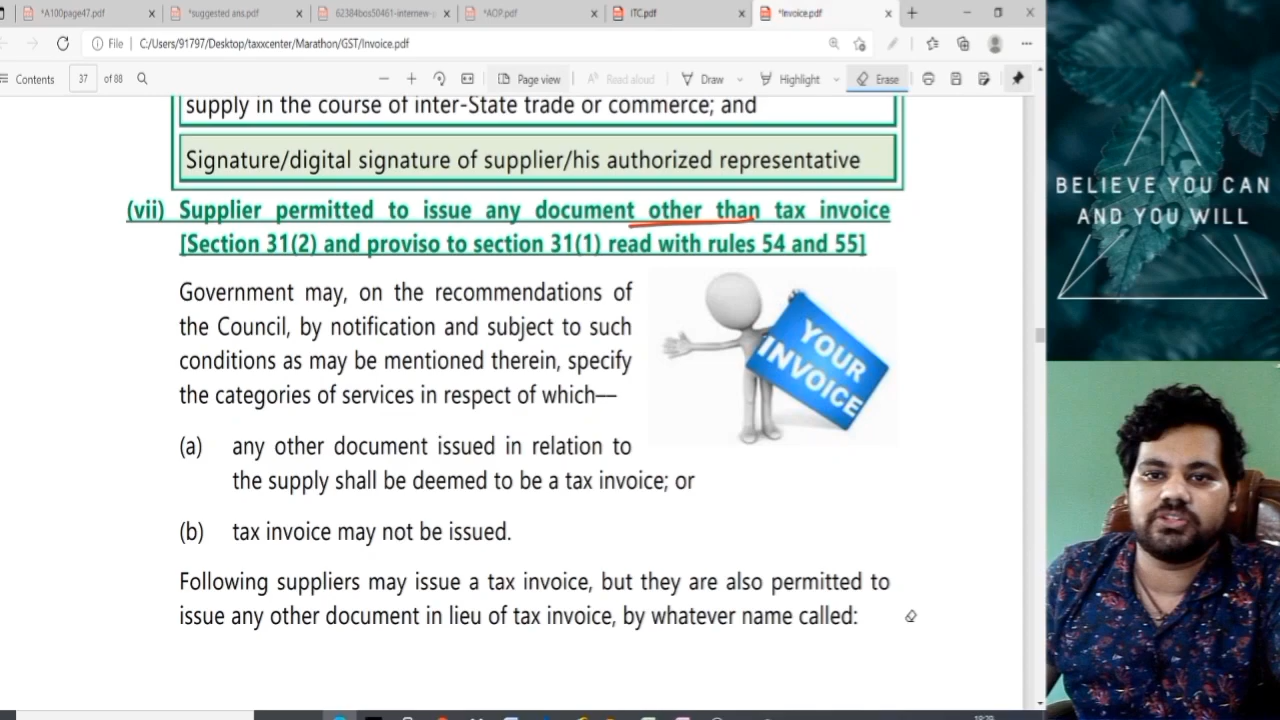 *A100page47.pdf
*suggested ans.pdf
62384bos50461-internew-
*AOP.pdf
ITC.pdf
*Invoice.pdf
File
C:/Users/91797/Desktop/taxxcenter/Marathon/GST/Invoice.pdf
Contents
37
of 88
Page view
Read aloud
Draw
Highlight
Erase
supply in the course of inter-State trade or commerce; and
Signature/digital signature of supplier/his authorized representative
(vii) Supplier permitted to issue any document other than tax invoice
[Section 31(2) and proviso to section 31(1) read with rules 54 and 55]
Government may, on the recommendations of
the Council, by notification and subject to such
conditions as may be mentioned therein, specify
the categories of services in respect of which—
YOUR
INVOICE
(a) any other document issued in relation to
the supply shall be deemed to be a tax invoice; or
(b) tax invoice may not be issued.
Following suppliers may issue a tax invoice, but they are also permitted to
issue any other document in lieu of tax invoice, by whatever name called:
BELIEVE YOU CAN
AND YOU WILL